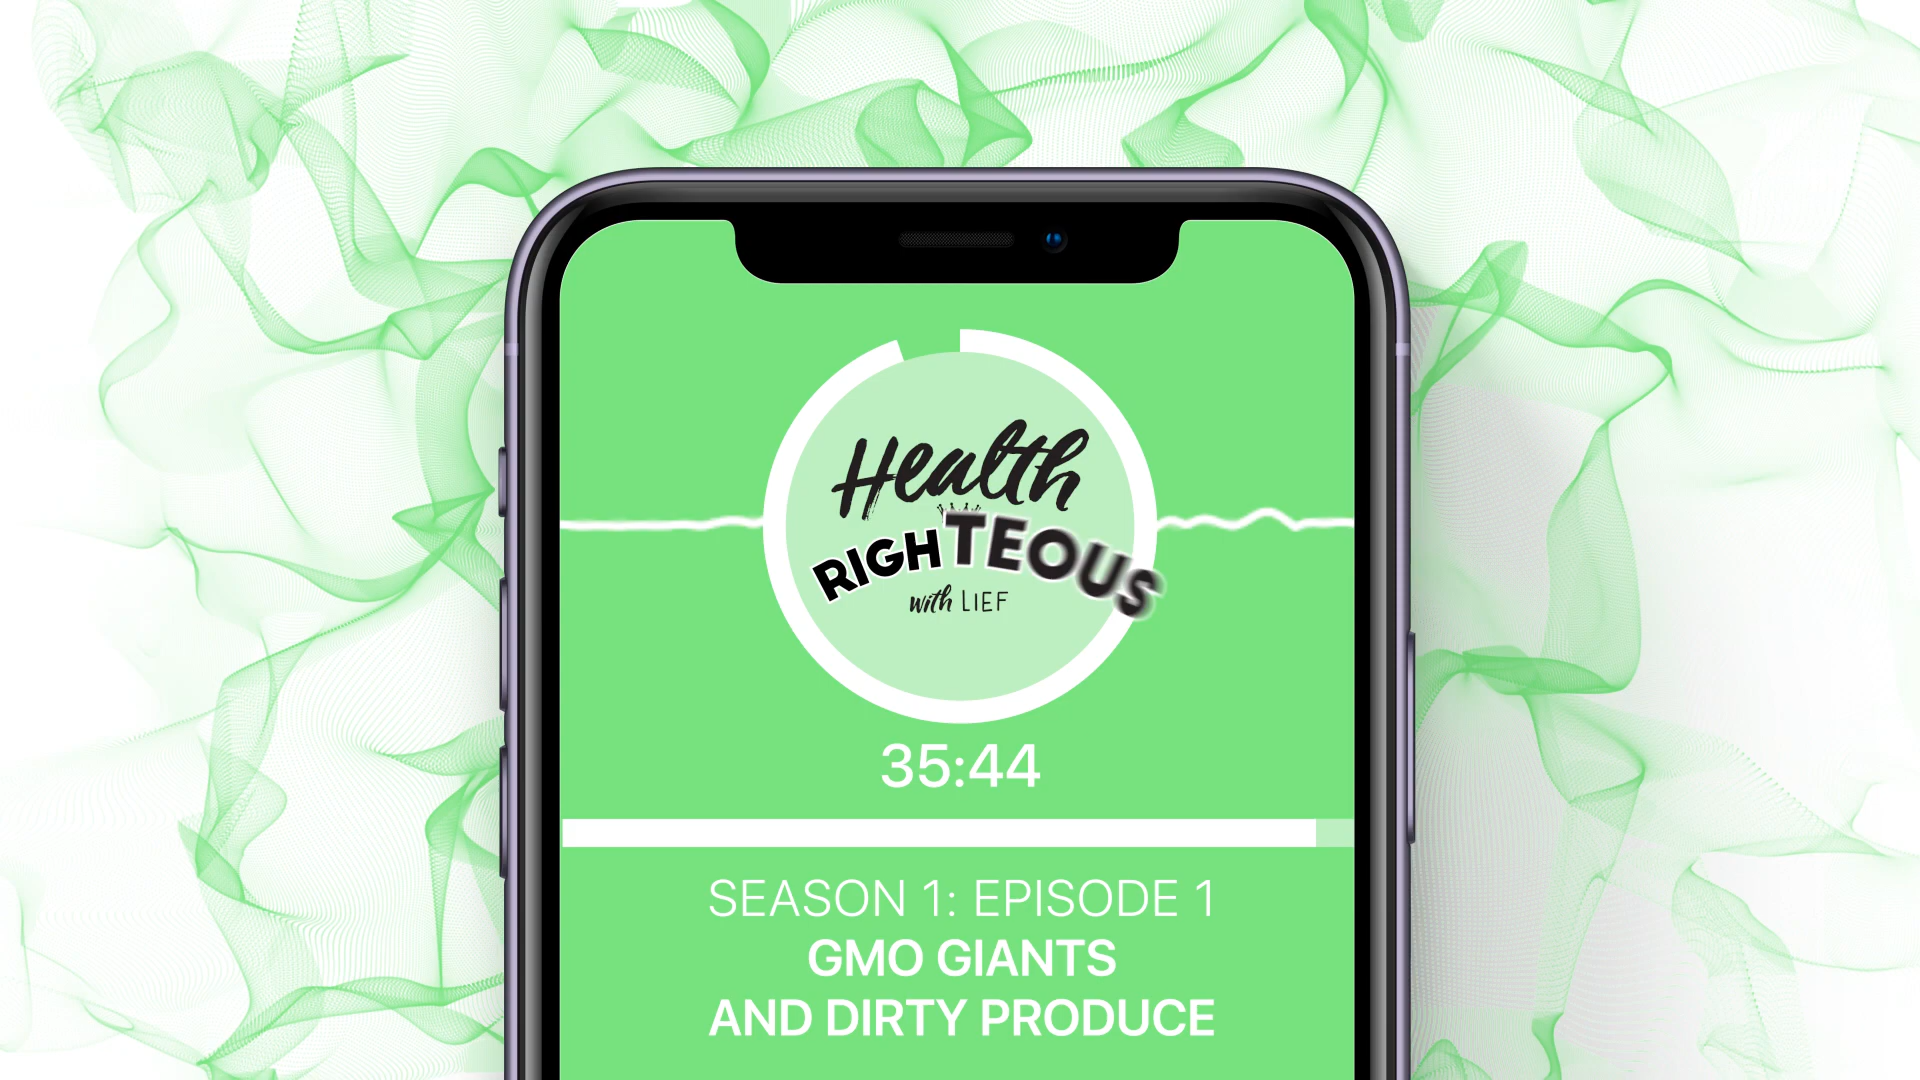 Health
RIGHTEOUS
with LIEF
35:44
SEASON 1: EPISODE 1
GMO GIANTS
AND DIRTY PRODUCE